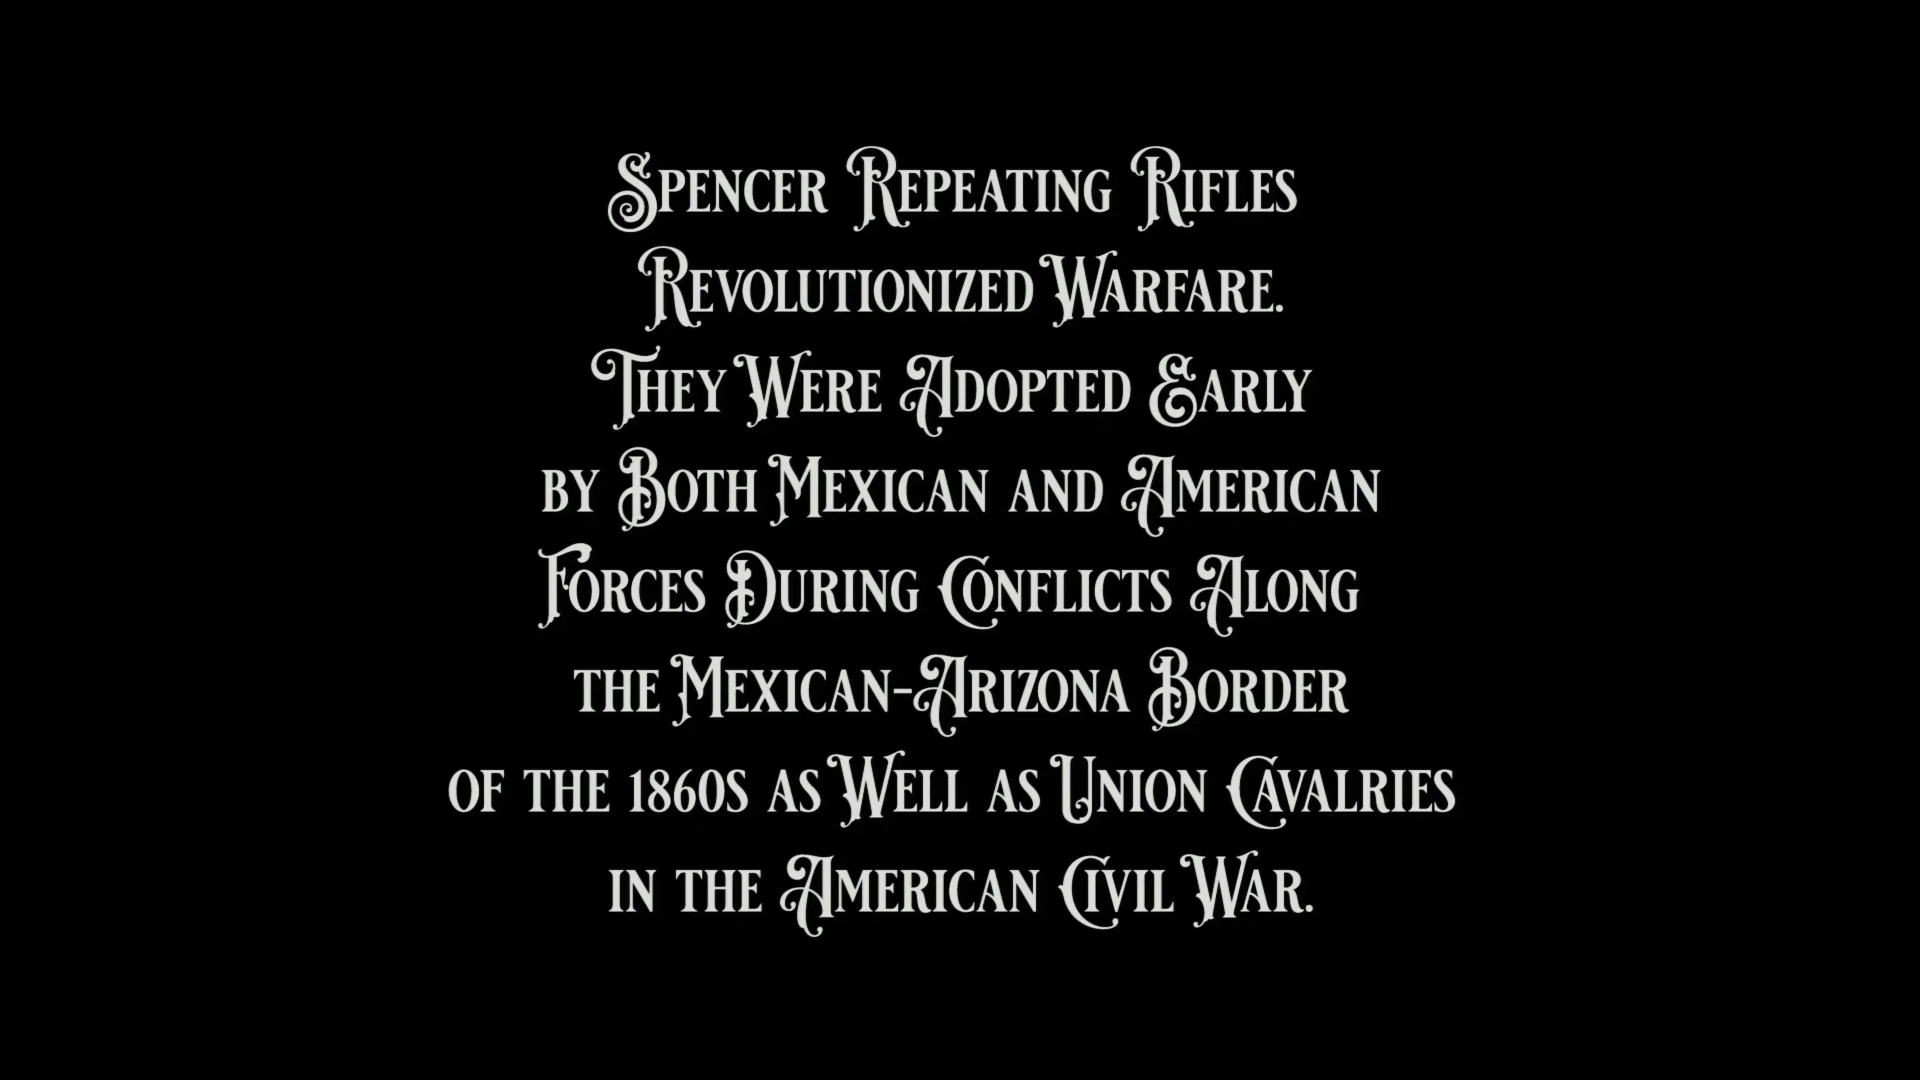 Spencer Repeating Rifles
Revolutionized Warfare.
They Were Adopted Early
by Both Mexican and American
Forces During Conflicts Along
the Mexican-Arizona Border
of the 1860s as Well as Union Cavalries
in the American Civil War.